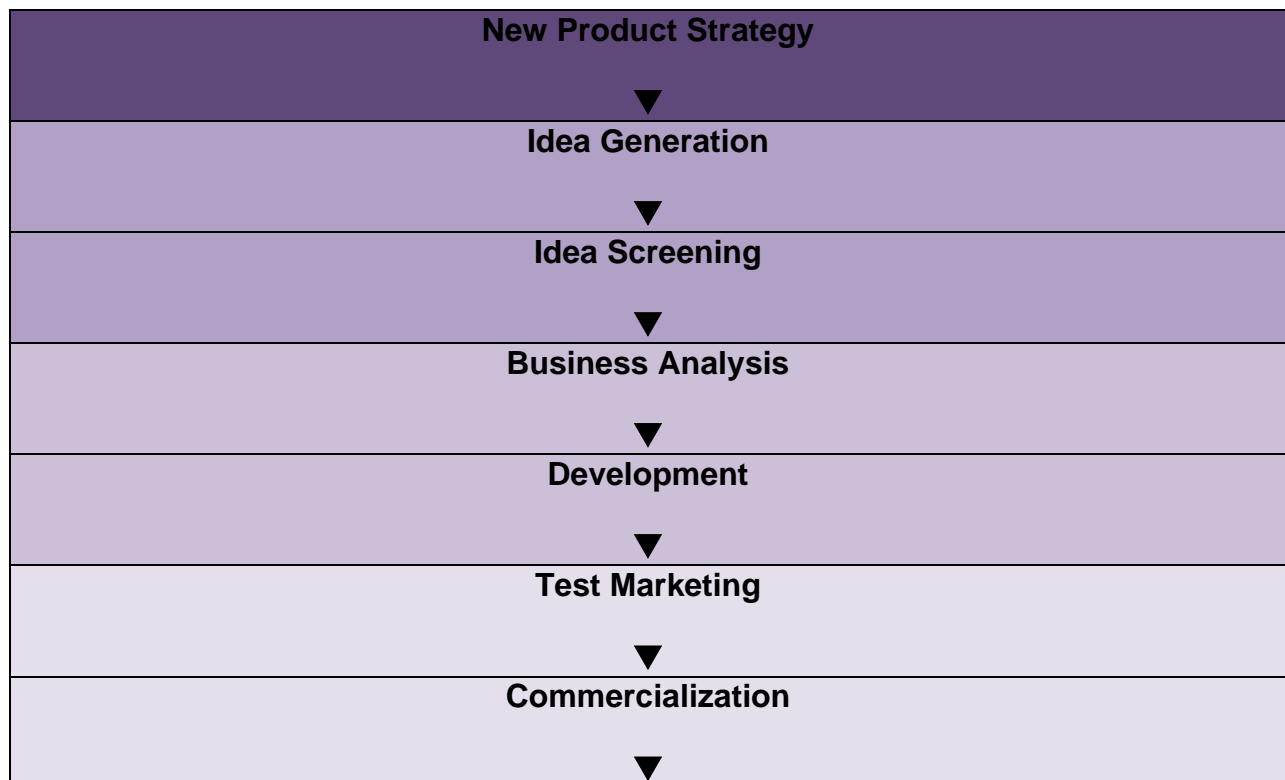 New Product Strategy
Idea Generation
Idea Screening
Business Analysis
Development
Test Marketing
Commercialization